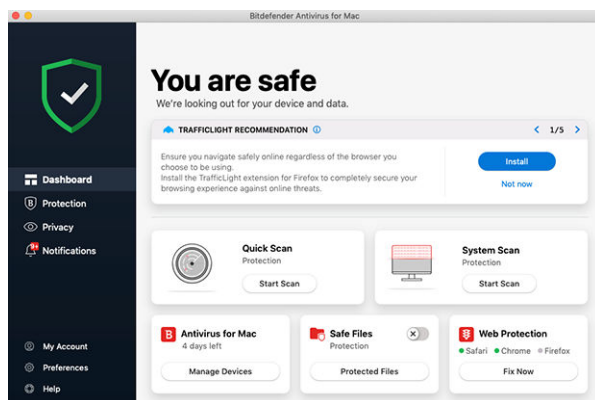 Bitdefender Antivirus for Mac
You are safe
We're looking out for your device and data.
TRAFFICLIGHT RECOMMENDATION
1/5
Ensure you navigate safely online regardless of the browser you
choose to be using.
Install the TrafficLight extension for Firefox to completely secure your
browsing experience against online threats.
Install
Not now
Dashboard
B Protection
Privacy
9+ Notifications
Quick Scan
Protection
Start Scan
System Scan
Protection
Start Scan
B Antivirus for Mac
4 days left
Manage Devices
Safe Files
Protection
Protected Files
Web Protection
Safari Chrome Firefox
Fix Now
My Account
Preferences
Help